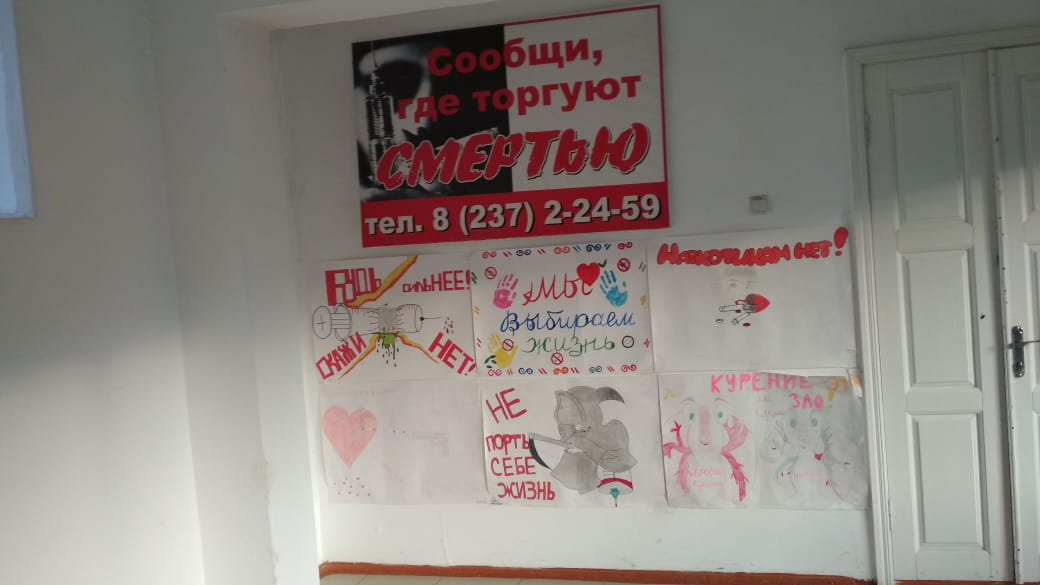 Сообщи,
где торгуют
СМЕРТЬЮ
тел. 8 (237) 2-24-59
БУДЬ сильНЕЕ!
СКАЖИ НЕТ!
Мы
Выбираем
жизнь
Наркотикам нет!
НЕ
ПОРТЬ
СЕБЕ
ЖИЗНЬ
КУРЕНИЕ
ЗЛО!